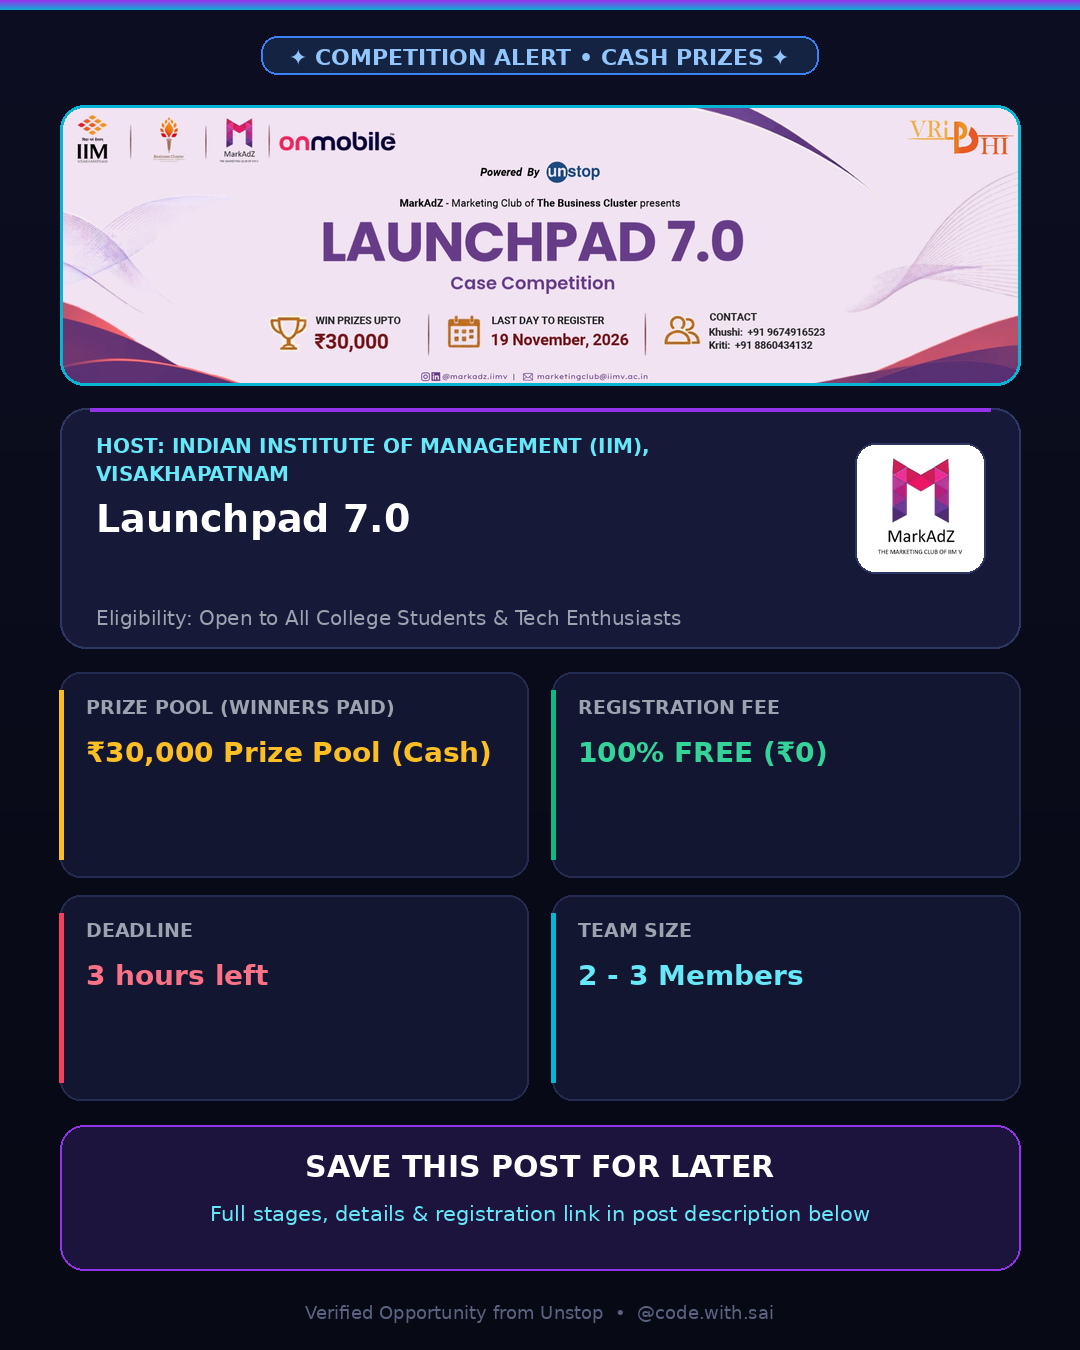 ✦ COMPETITION ALERT • CASH PRIZES ✦
IIM
VISAKHAPATNAM
Business Cluster
MarkAdZ
onmobile
VRiDDHI
Powered By unstop
MarkAdZ - Marketing Club of The Business Cluster presents
LAUNCHPAD 7.0
Case Competition
WIN PRIZES UPTO
₹30,000
LAST DAY TO REGISTER
19 November, 2026
CONTACT
Khushi: +91 9674916523
Kriti: +91 8860434132
@markadz.iimv | marketingclub@iimv.ac.in
HOST: INDIAN INSTITUTE OF MANAGEMENT (IIM),
VISAKHAPATNAM
Launchpad 7.0
Eligibility: Open to All College Students & Tech Enthusiasts
MarkAdZ
THE MARKETING CLUB OF IIM V
PRIZE POOL (WINNERS PAID)
₹30,000 Prize Pool (Cash)
REGISTRATION FEE
100% FREE (₹0)
DEADLINE
3 hours left
TEAM SIZE
2 - 3 Members
SAVE THIS POST FOR LATER
Full stages, details & registration link in post description below
Verified Opportunity from Unstop • @code.with.sai